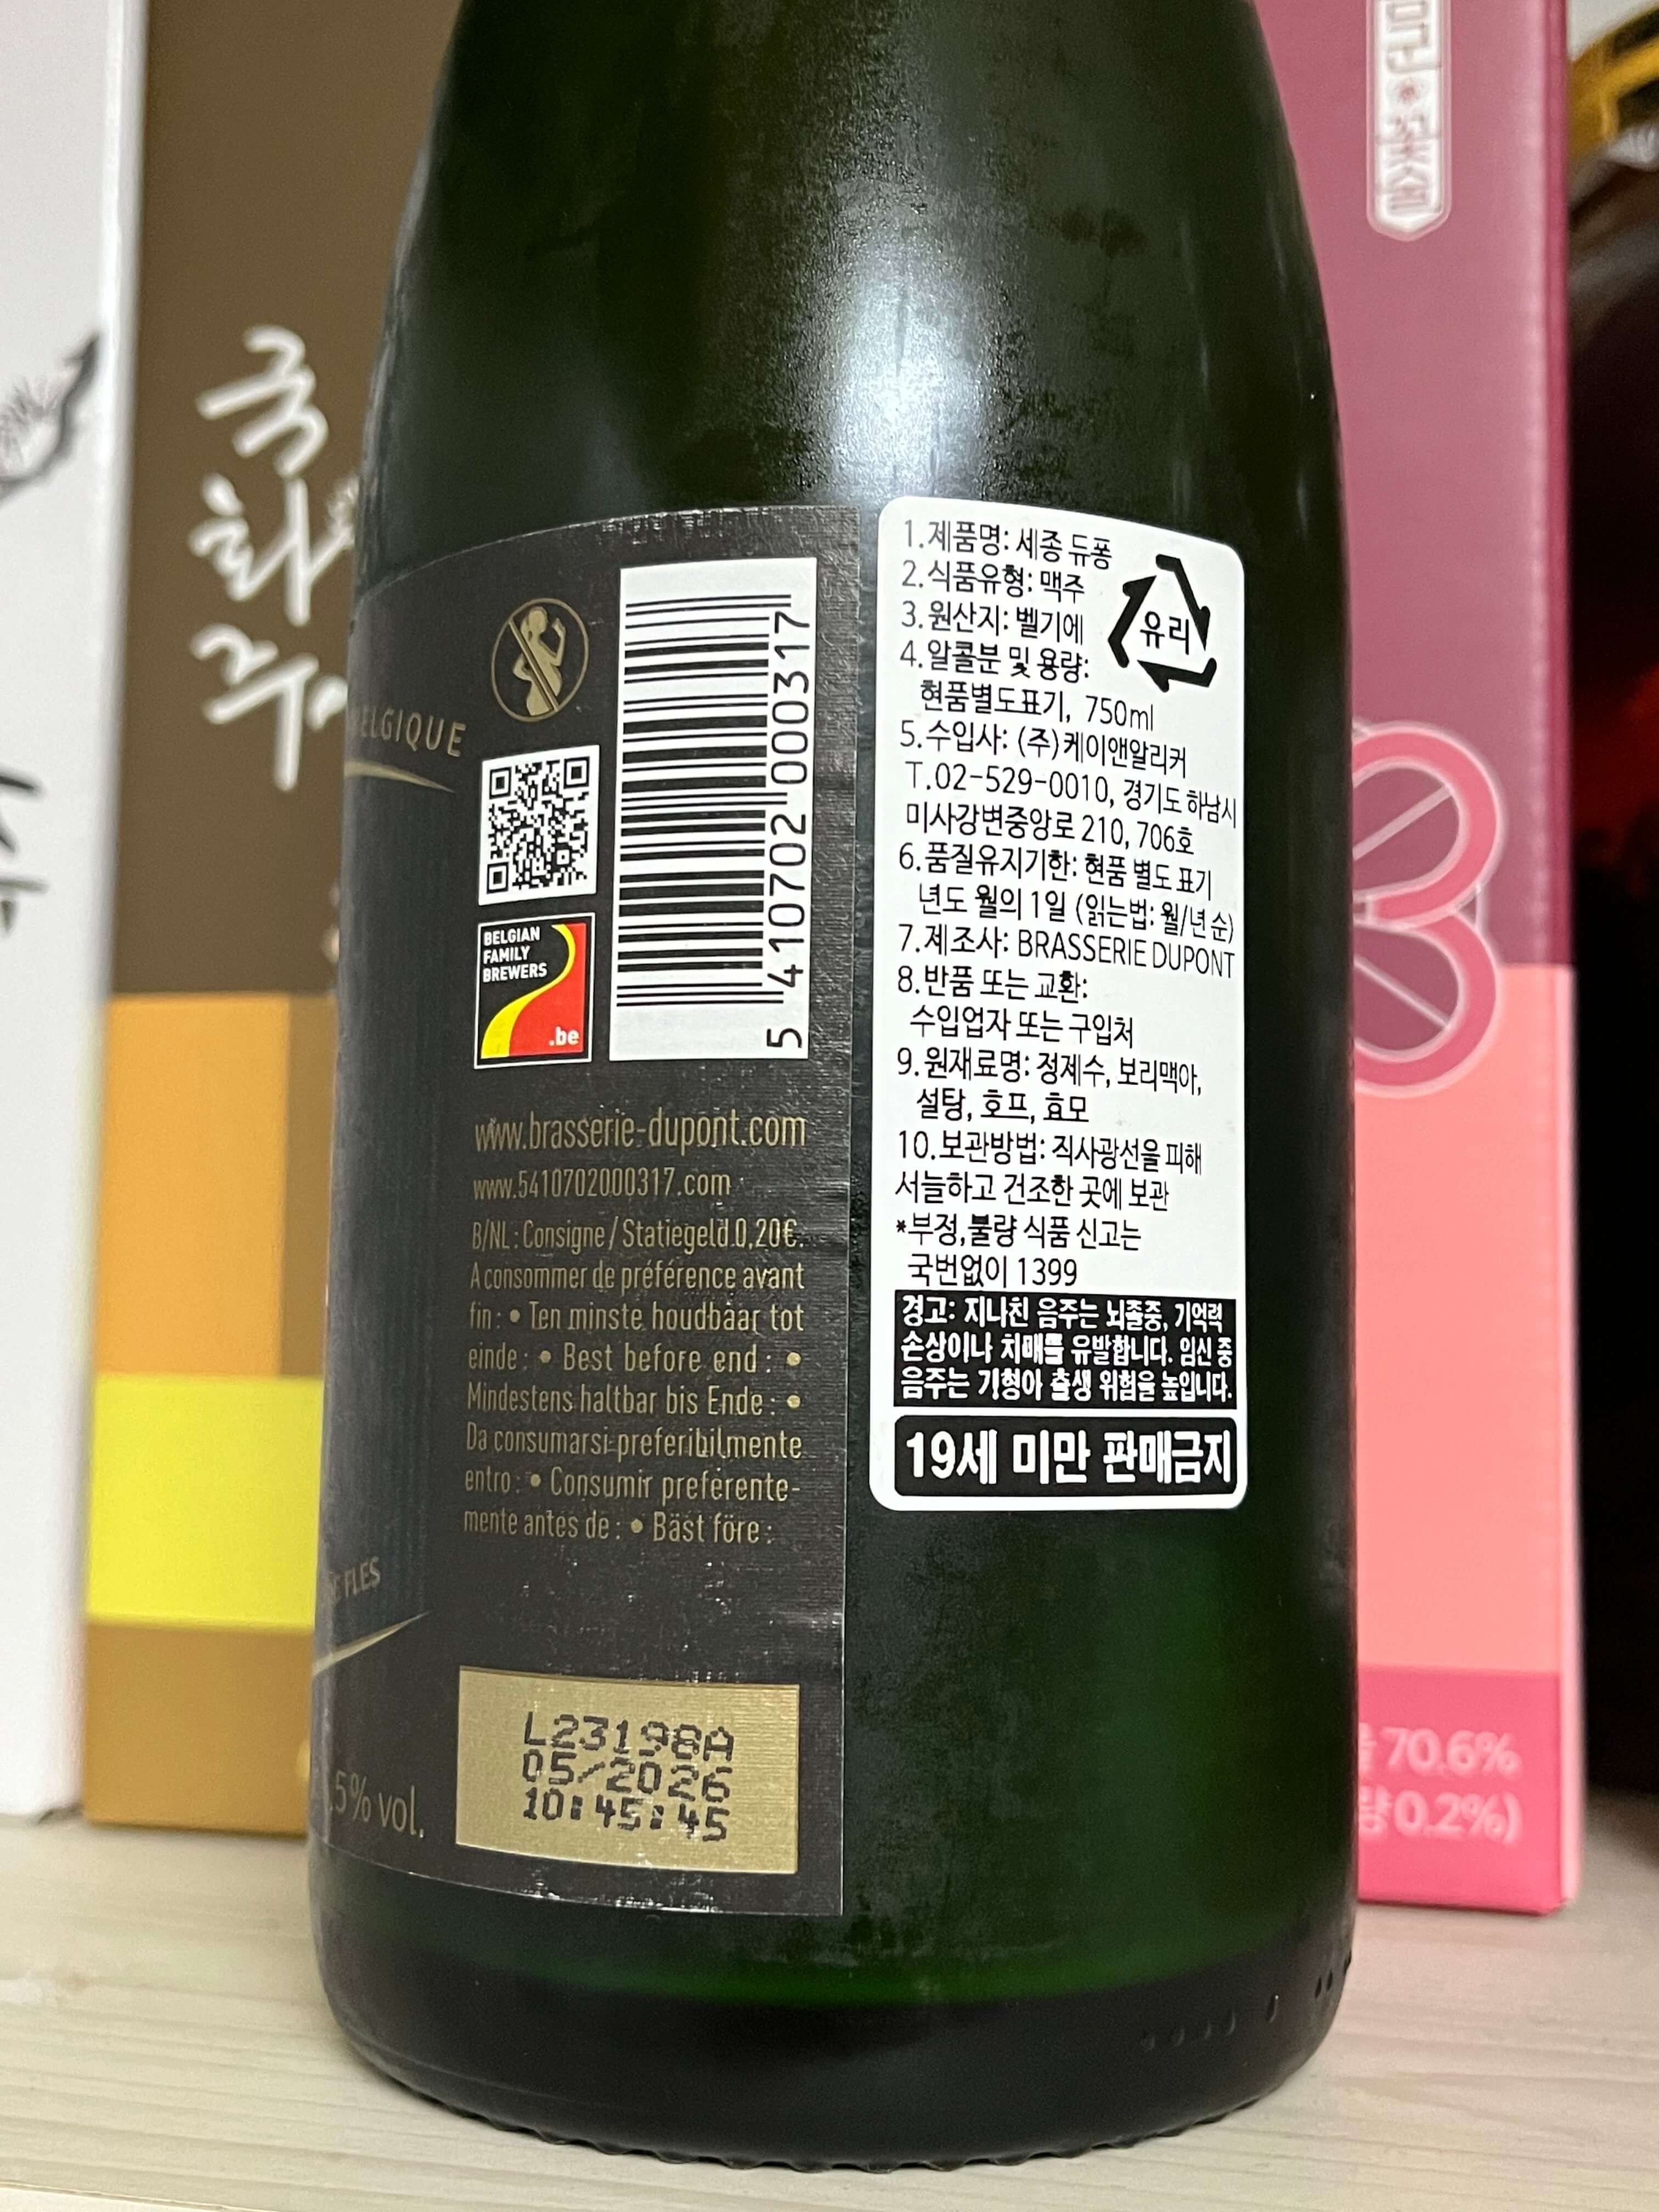 국
화
주
BELGIQUE
BELGIAN
FAMILY
BREWERS
.be
5 410702 000317
www.brasserie-dupont.com
www.5410702000317.com
B/NL : Consigne / Statiegeld 0,20€.
A consommer de préférence avant
fin : • Ten minste houdbaar tot
einde : • Best before end : •
Mindestens haltbar bis Ende : •
Da consumarsi preferibilmente
entro : • Consumir preferente-
mente antes de : • Bäst före :
FLES
5% vol.
L23198A
05/2026
10:45:45
1.제품명: 세종 듀퐁
2.식품유형: 맥주
3.원산지: 벨기에
4.알콜분 및 용량:
현품별도표기, 750ml
유리
5.수입사: (주)케이앤알리커
T.02-529-0010, 경기도 하남시
미사강변중앙로 210, 706호
6.품질유지기한: 현품 별도 표기
년도 월의 1일 (읽는법: 월/년 순)
7.제조사: BRASSERIE DUPONT
8.반품 또는 교환:
수입업자 또는 구입처
9.원재료명: 정제수, 보리맥아,
설탕, 호프, 효모
10.보관방법: 직사광선을 피해
서늘하고 건조한 곳에 보관
*부정,불량 식품 신고는
국번없이 1399
경고: 지나친 음주는 뇌졸중, 기억력
손상이나 치매를 유발합니다. 임신 중
음주는 기형아 출생 위험을 높입니다.
19세 미만 판매금지
70.6%
0.2%)